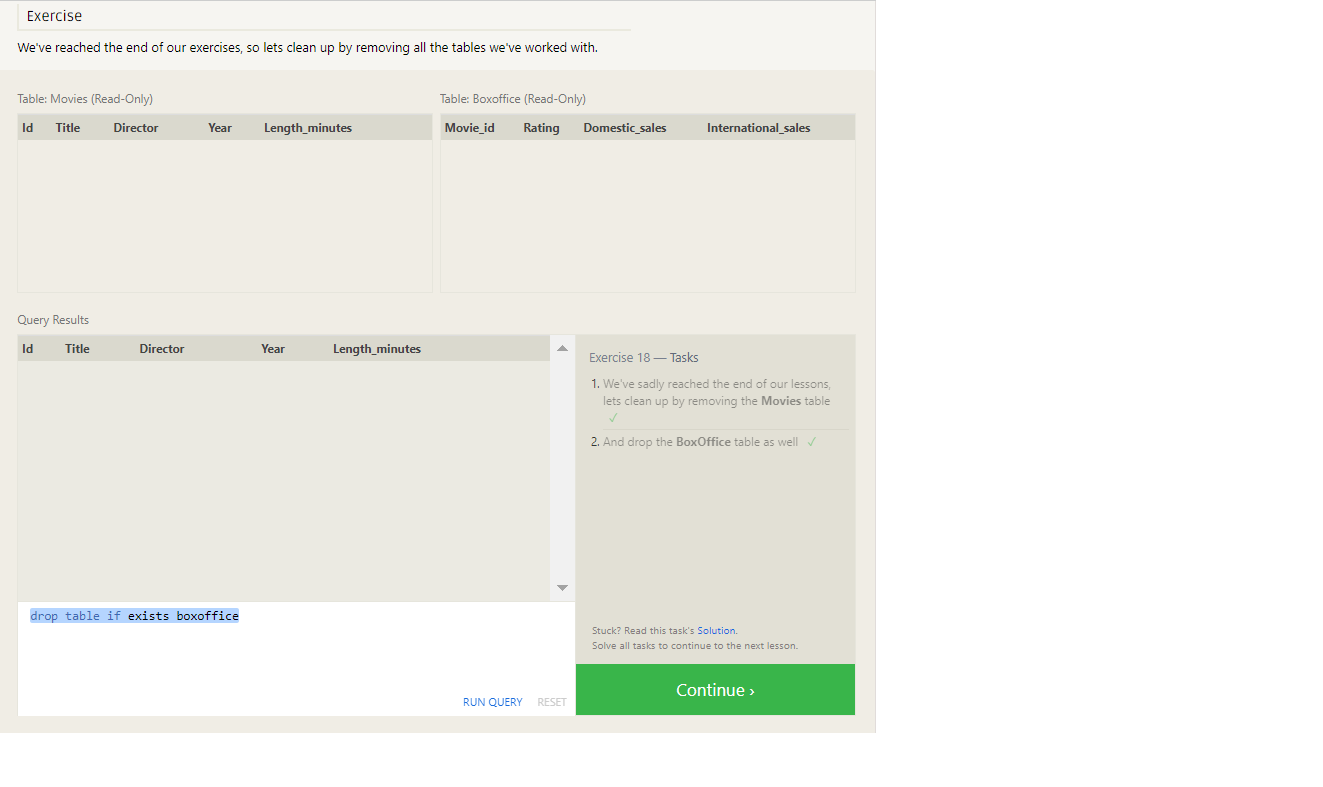 Exercise
We've reached the end of our exercises, so lets clean up by removing all the tables we've worked with.
Table: Movies (Read-Only)
Id Title Director Year Length_minutes
Table: Boxoffice (Read-Only)
Movie_id Rating Domestic_sales International_sales
Query Results
Id Title Director Year Length_minutes
drop table if exists boxoffice
RUN QUERY RESET
Exercise 18 — Tasks
1. We've sadly reached the end of our lessons,
lets clean up by removing the Movies table
✓
2. And drop the BoxOffice table as well ✓
Stuck? Read this task's Solution.
Solve all tasks to continue to the next lesson.
Continue ›